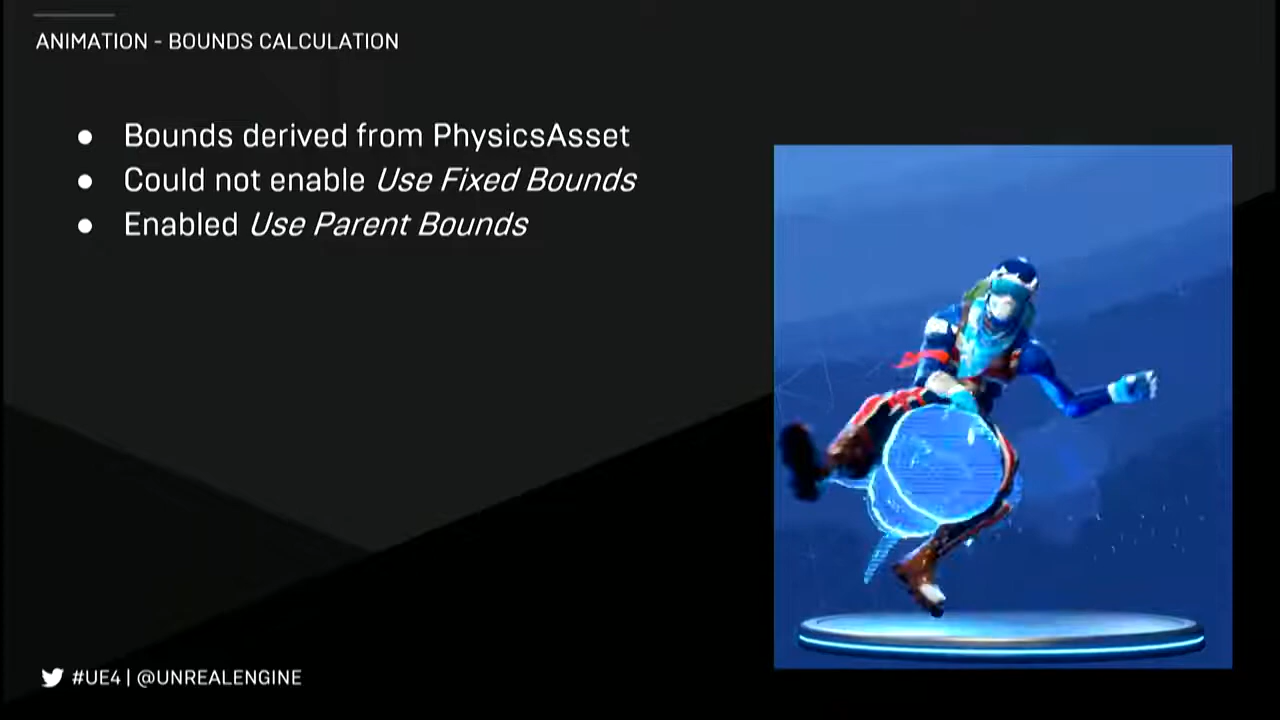 ANIMATION - BOUNDS CALCULATION
● Bounds derived from PhysicsAsset
● Could not enable Use Fixed Bounds
● Enabled Use Parent Bounds
#UE4 | @UNREALENGINE